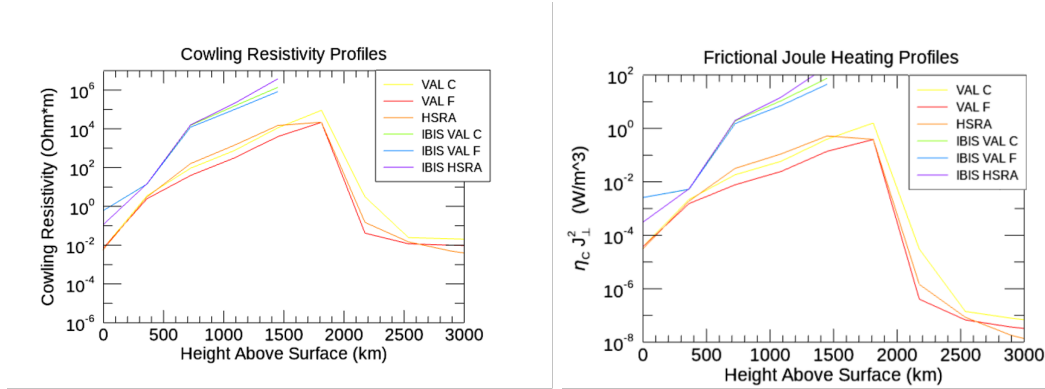 Cowling Resistivity Profiles
10^6
10^4
10^2
10^0
10^-2
10^-4
10^-6
Cowling Resistivity (Ohm*m)
VAL C
VAL F
HSRA
IBIS VAL C
IBIS VAL F
IBIS HSRA
0 500 1000 1500 2000 2500 3000
Height Above Surface (km)
Frictional Joule Heating Profiles
10^2
10^0
10^-2
10^-4
10^-6
10^-8
η_C J_⊥^2 (W/m^3)
VAL C
VAL F
HSRA
IBIS VAL C
IBIS VAL F
IBIS HSRA
0 500 1000 1500 2000 2500 3000
Height Above Surface (km)